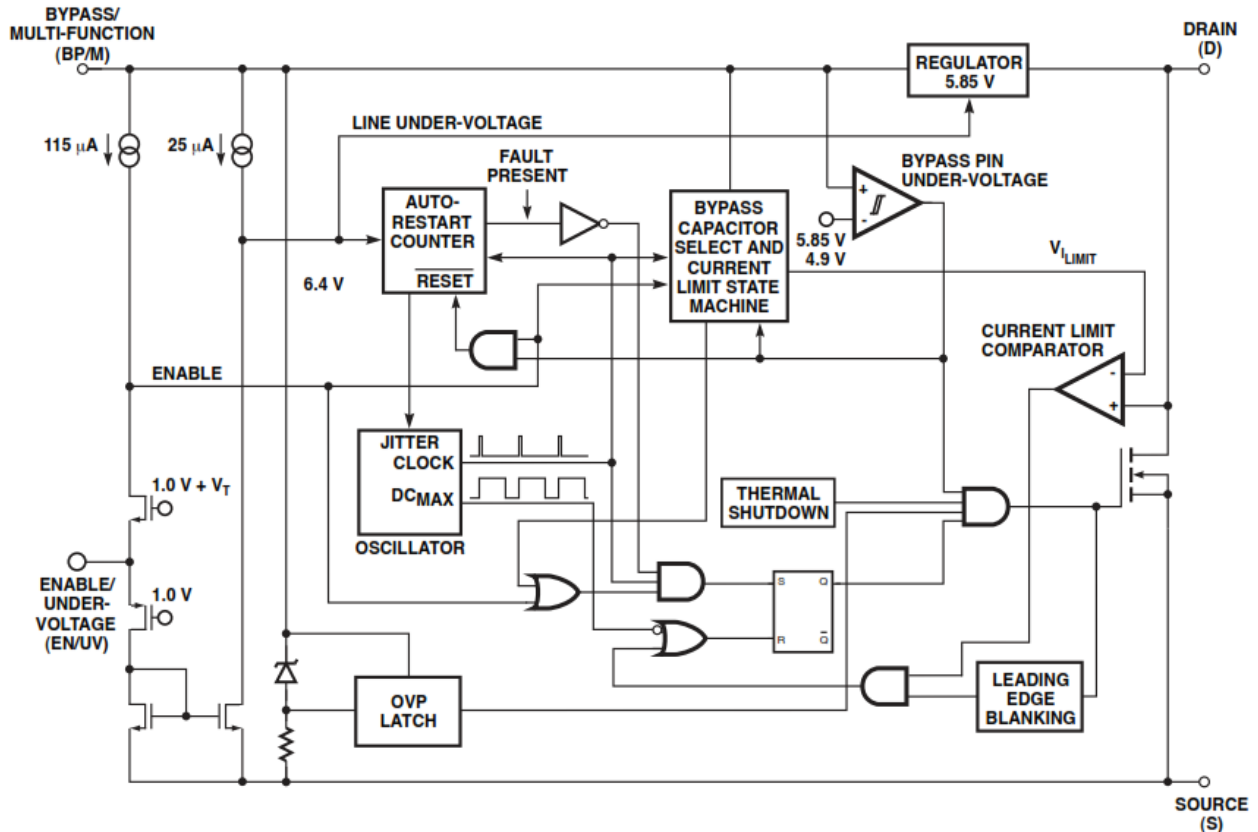 BYPASS/
MULTI-FUNCTION
(BP/M)
DRAIN
(D)
REGULATOR
5.85 V
115 μA
25 μA
LINE UNDER-VOLTAGE
FAULT
PRESENT
BYPASS PIN
UNDER-VOLTAGE
AUTO-
RESTART
COUNTER
RESET
BYPASS
CAPACITOR
SELECT AND
CURRENT
LIMIT STATE
MACHINE
+
-
5.85 V
4.9 V
VILIMIT
6.4 V
CURRENT LIMIT
COMPARATOR
-
+
ENABLE
JITTER
CLOCK
DCMAX
OSCILLATOR
1.0 V + VT
THERMAL
SHUTDOWN
ENABLE/
UNDER-
VOLTAGE
(EN/UV)
1.0 V
S Q
R Q
OVP
LATCH
LEADING
EDGE
BLANKING
SOURCE
(S)